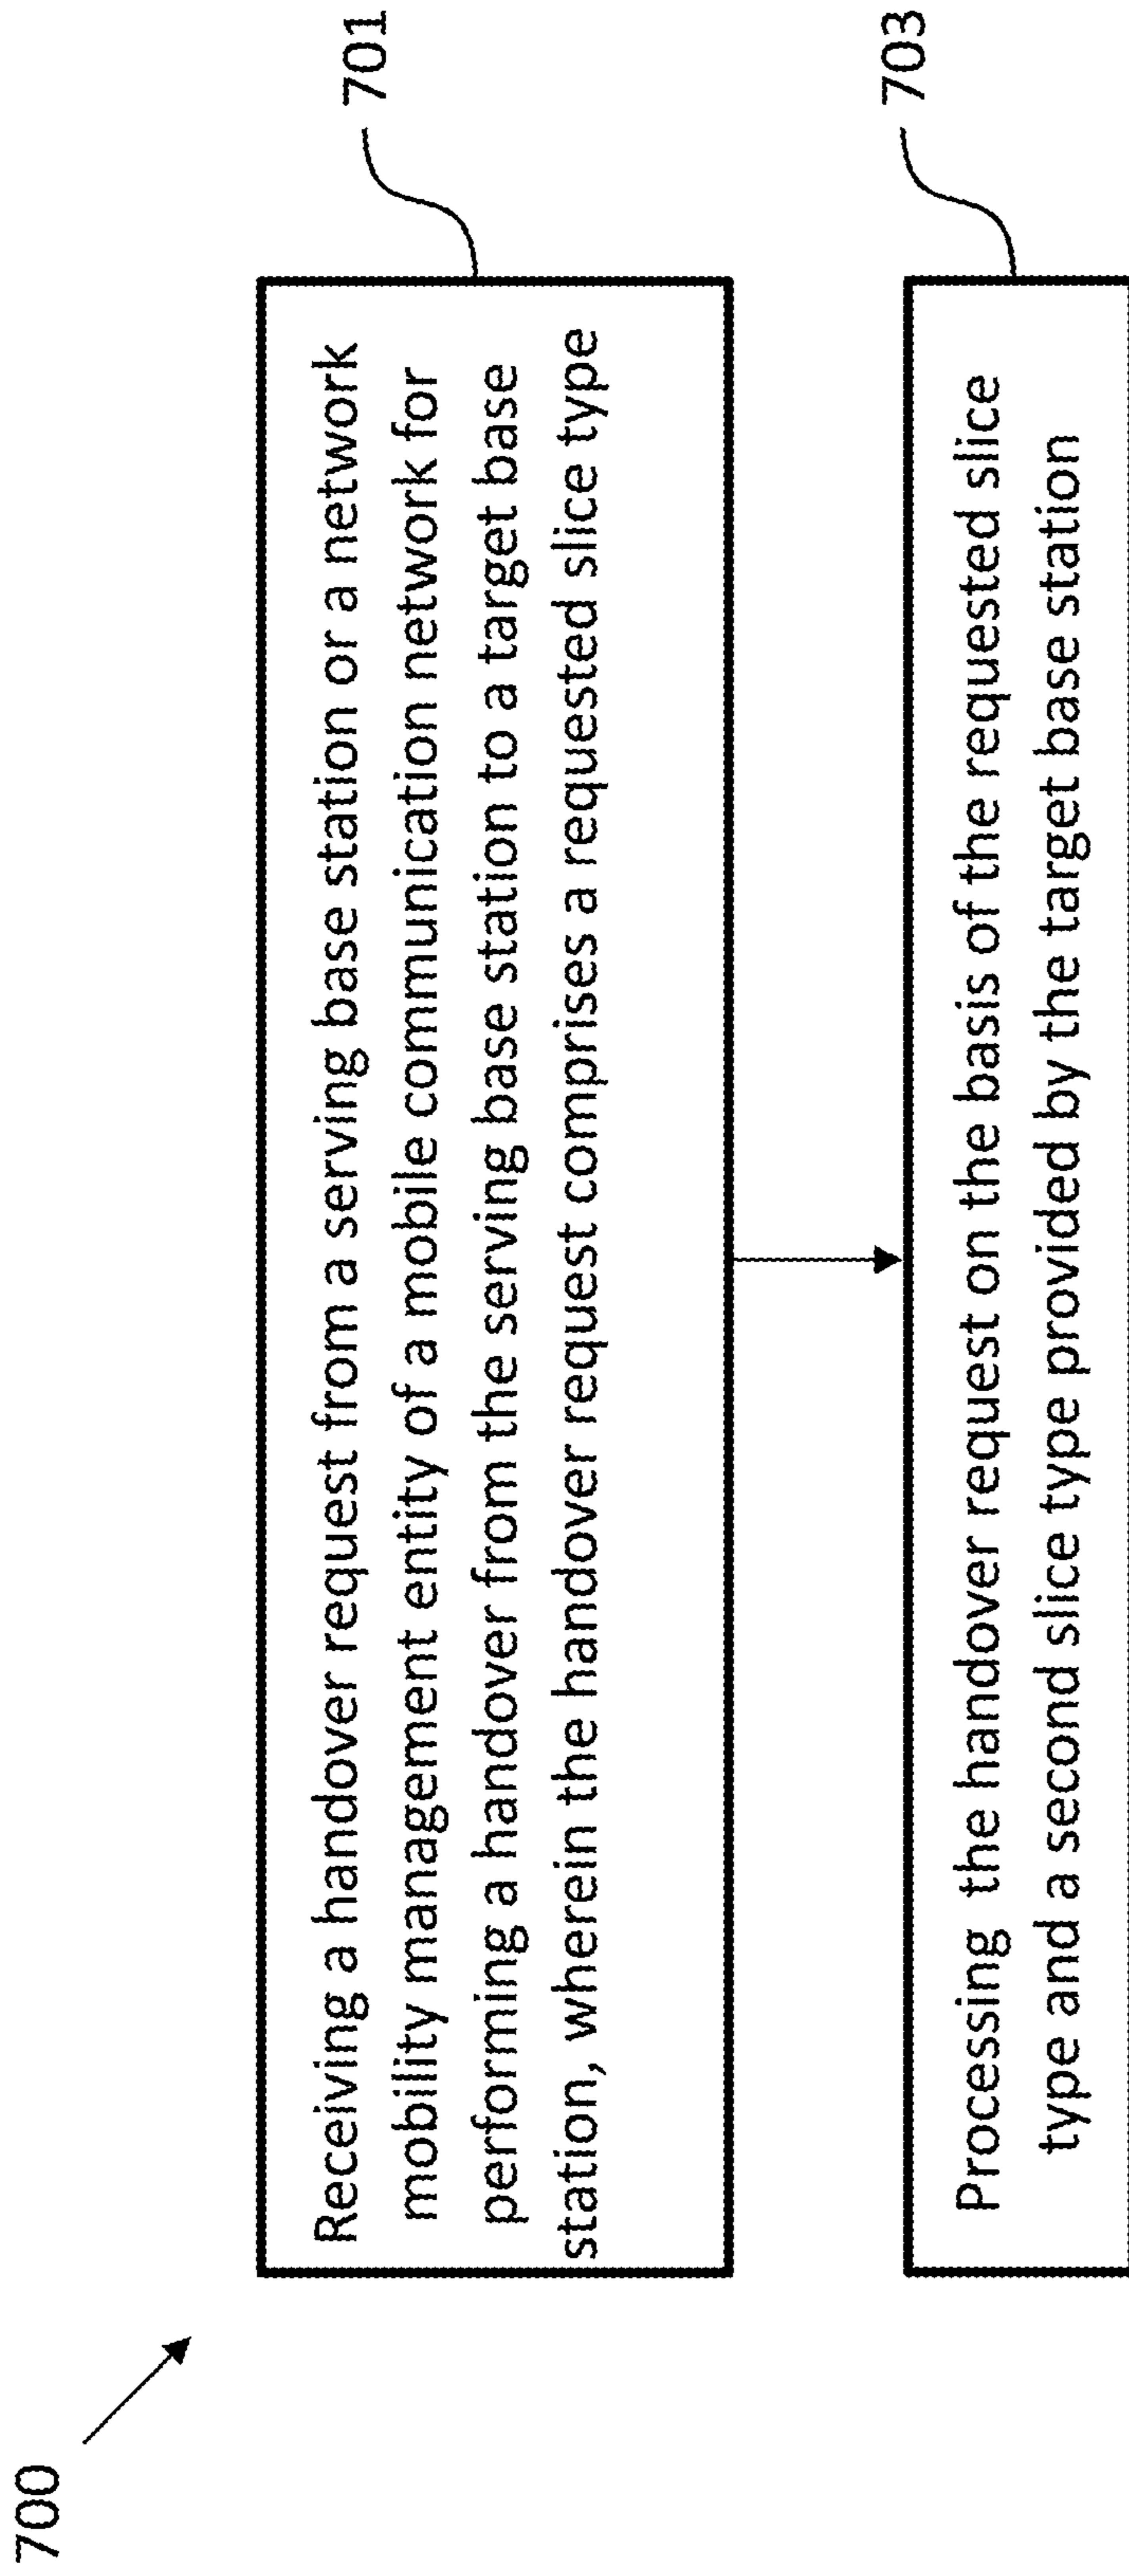 700
Receiving a handover request from a serving base station or a network
mobility management entity of a mobile communication network for
performing a handover from the serving base station to a target base
station, wherein the handover request comprises a requested slice type
701
Processing the handover request on the basis of the requested slice
type and a second slice type provided by the target base station
703